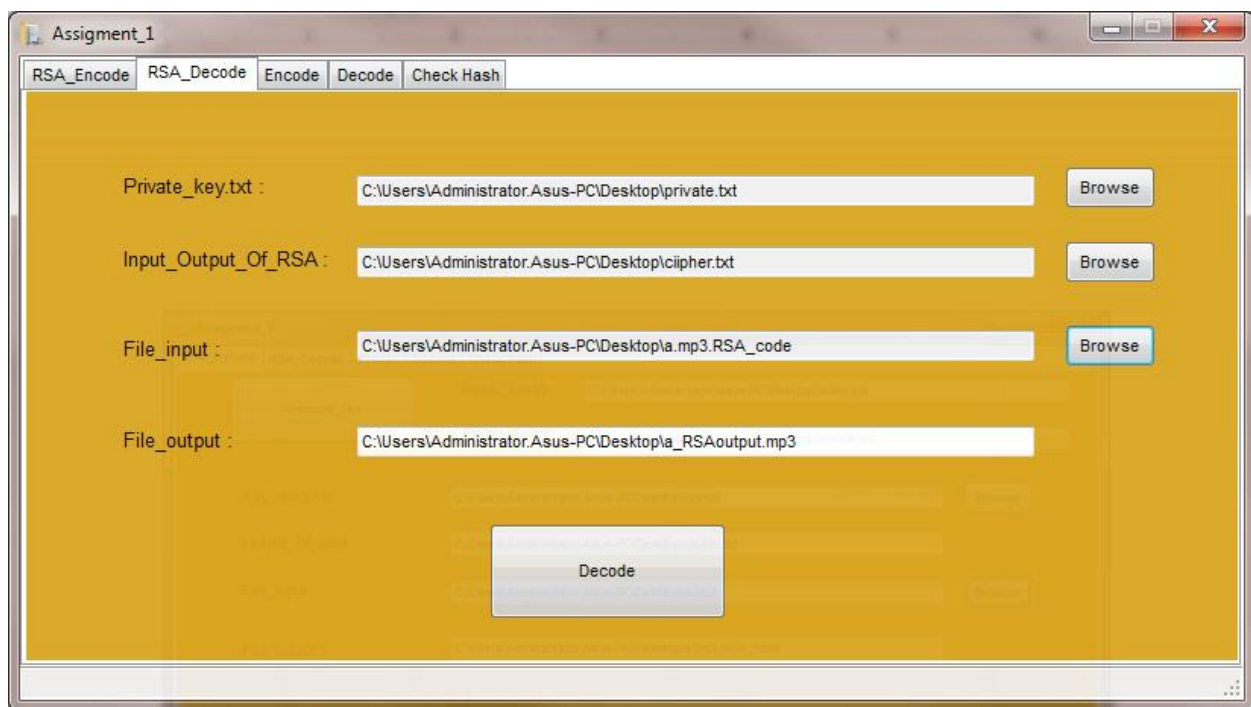 Assigment_1
RSA_Encode RSA_Decode Encode Decode Check Hash
Private_key.txt : C:\Users\Administrator.Asus-PC\Desktop\private.txt Browse
Input_Output_Of_RSA : C:\Users\Administrator.Asus-PC\Desktop\ciipher.txt Browse
File_input : C:\Users\Administrator.Asus-PC\Desktop\a.mp3.RSA_code Browse
File_output : C:\Users\Administrator.Asus-PC\Desktop\a_RSAoutput.mp3
Decode